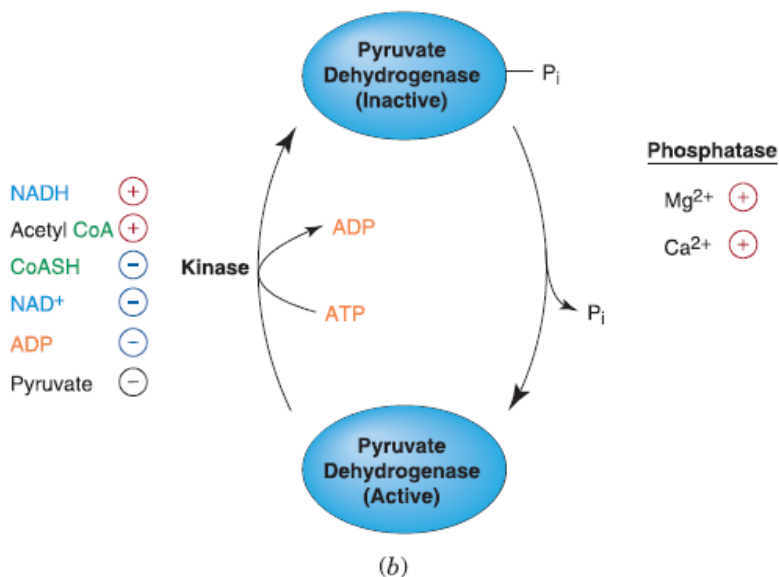 Pyruvate
Dehydrogenase
(Inactive)
Pi
Phosphatase
Mg²⁺ +
Ca²⁺ +
NADH +
Acetyl CoA +
CoASH −
NAD⁺ −
ADP −
Pyruvate −
Kinase
ADP
ATP
Pi
Pyruvate
Dehydrogenase
(Active)
(b)